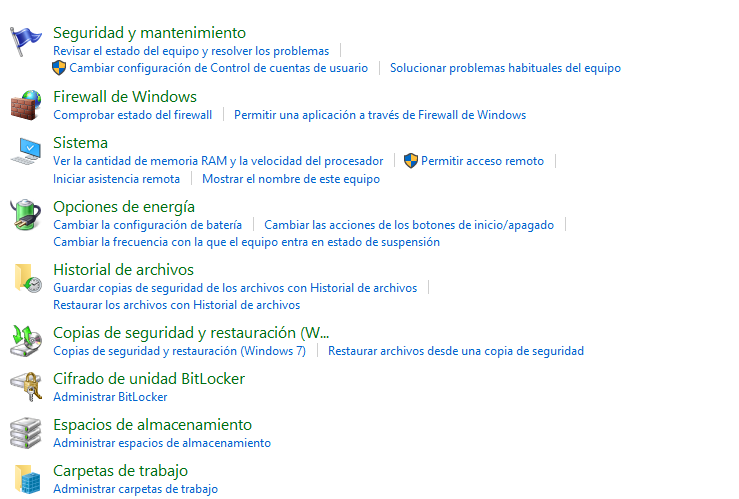 Seguridad y mantenimiento
Revisar el estado del equipo y resolver los problemas
Cambiar configuración de Control de cuentas de usuario Solucionar problemas habituales del equipo
Firewall de Windows
Comprobar estado del firewall Permitir una aplicación a través de Firewall de Windows
Sistema
Ver la cantidad de memoria RAM y la velocidad del procesador Permitir acceso remoto
Iniciar asistencia remota Mostrar el nombre de este equipo
Opciones de energía
Cambiar la configuración de batería Cambiar las acciones de los botones de inicio/apagado
Cambiar la frecuencia con la que el equipo entra en estado de suspensión
Historial de archivos
Guardar copias de seguridad de los archivos con Historial de archivos
Restaurar los archivos con Historial de archivos
Copias de seguridad y restauración (W...
Copias de seguridad y restauración (Windows 7) Restaurar archivos desde una copia de seguridad
Cifrado de unidad BitLocker
Administrar BitLocker
Espacios de almacenamiento
Administrar espacios de almacenamiento
Carpetas de trabajo
Administrar carpetas de trabajo